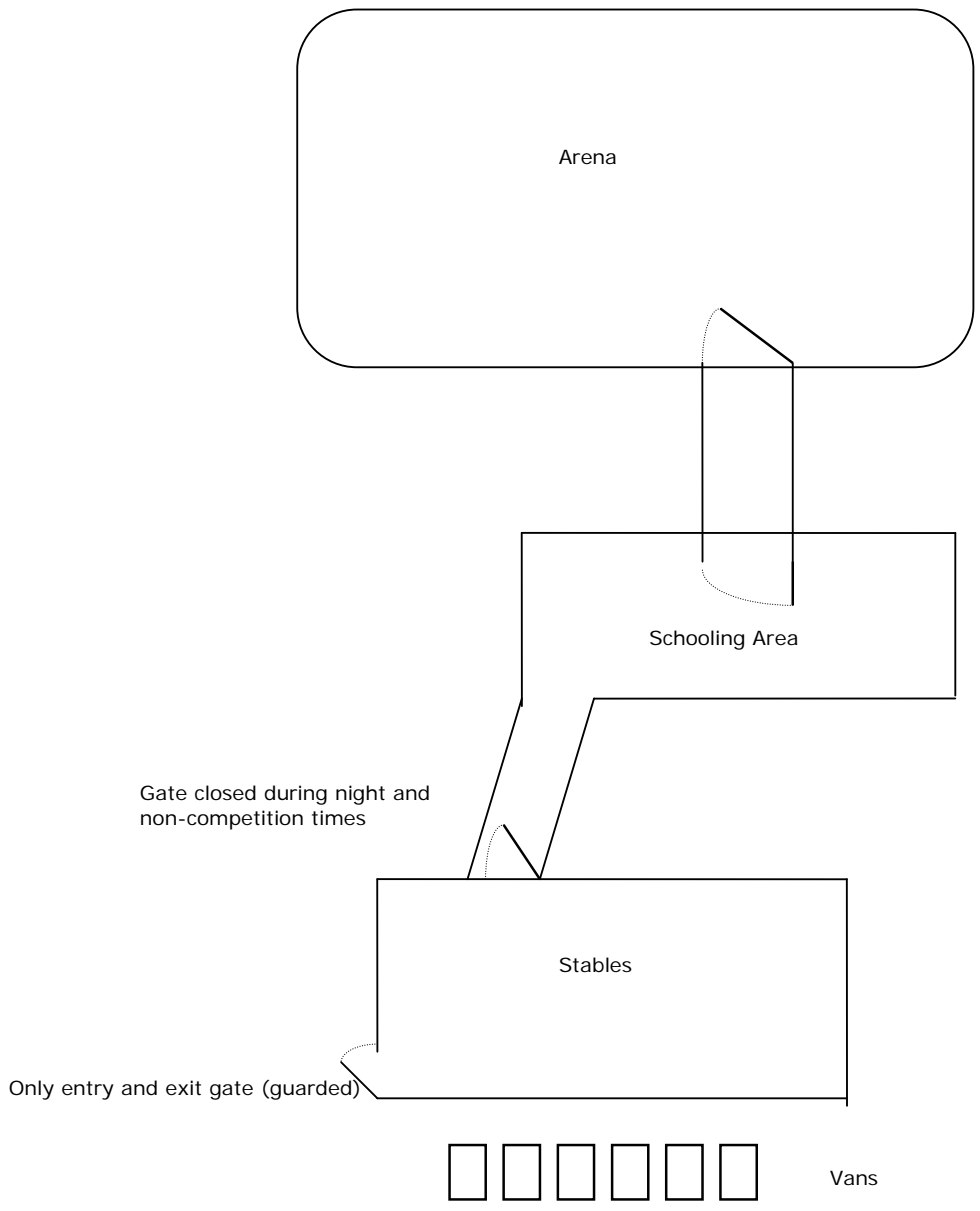 Arena
Schooling Area
Gate closed during night and
non-competition times
Stables
Only entry and exit gate (guarded)
Vans